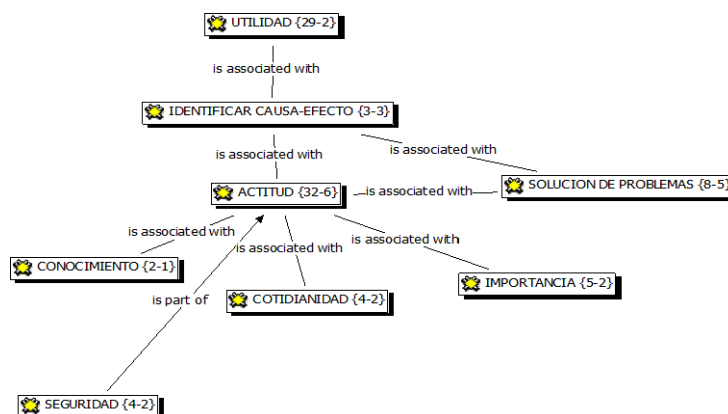 UTILIDAD {29-2}
is associated with
IDENTIFICAR CAUSA-EFECTO {3-3}
is associated with
is associated with
ACTITUD {32-6}
is associated with
SOLUCION DE PROBLEMAS {8-5}
is associated with
is associated with
is associated with
CONOCIMIENTO {2-1}
is part of
COTIDIANIDAD {4-2}
IMPORTANCIA {5-2}
SEGURIDAD {4-2}